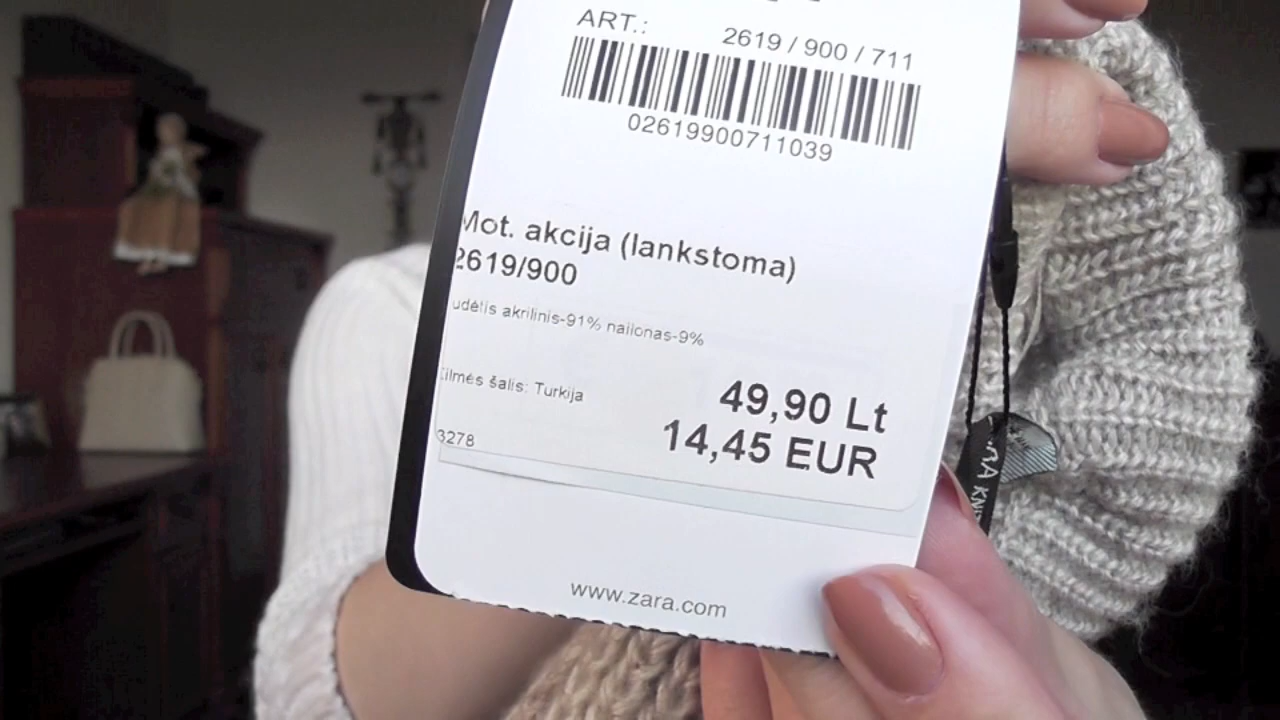 ART.: 2619 / 900 / 711
02619900711039
Mot. akcija (lankstoma)
2619/900
udėtis akrilinis-91% nailonas-9%
ilmės šalis: Turkija
49,90 Lt
14,45 EUR
3278
www.zara.com